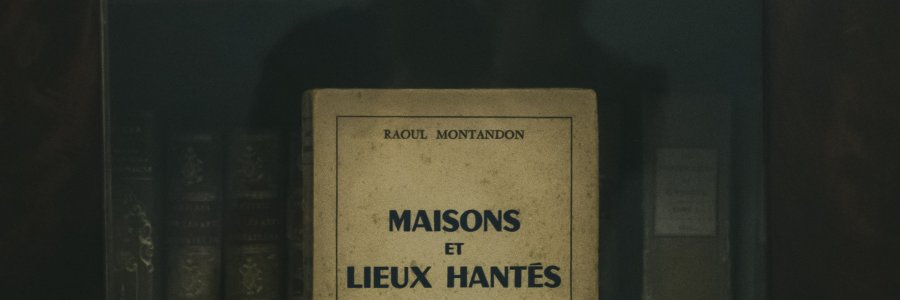 RAOUL MONTANDON
MAISONS
ET
LIEUX HANTÉS